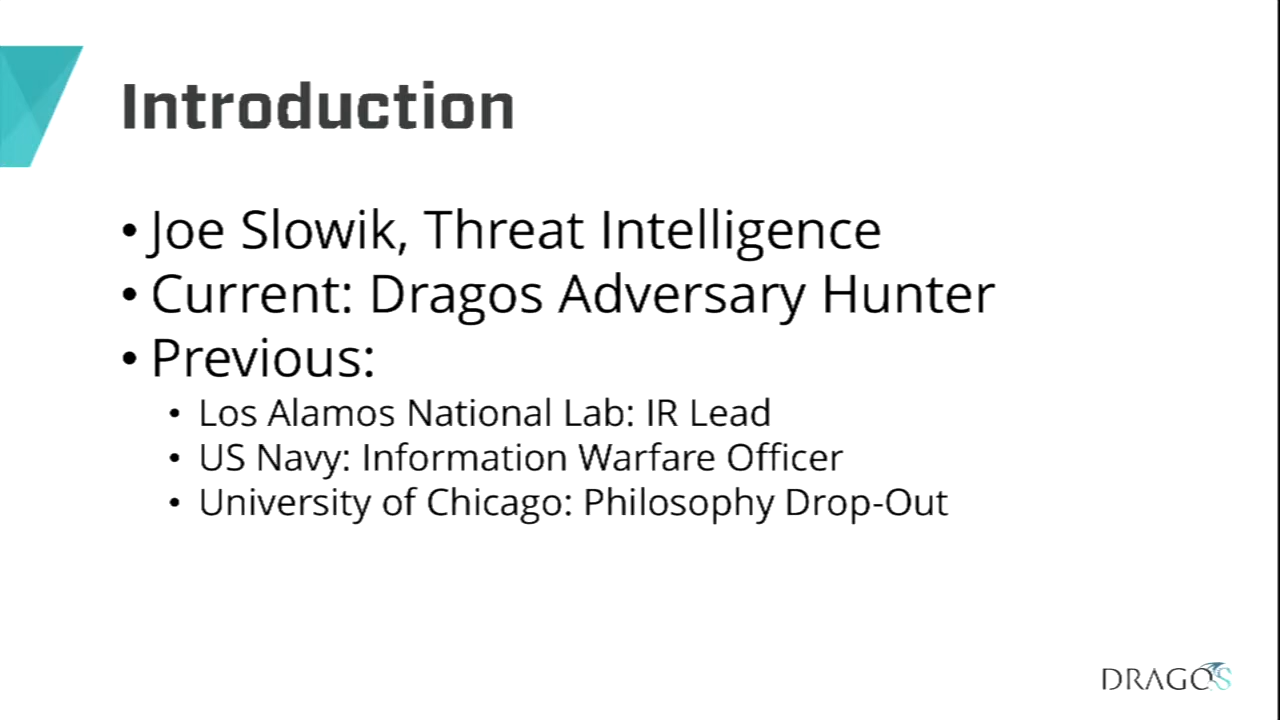 Introduction
• Joe Slowik, Threat Intelligence
• Current: Dragos Adversary Hunter
• Previous:
• Los Alamos National Lab: IR Lead
• US Navy: Information Warfare Officer
• University of Chicago: Philosophy Drop-Out
DRAGOS